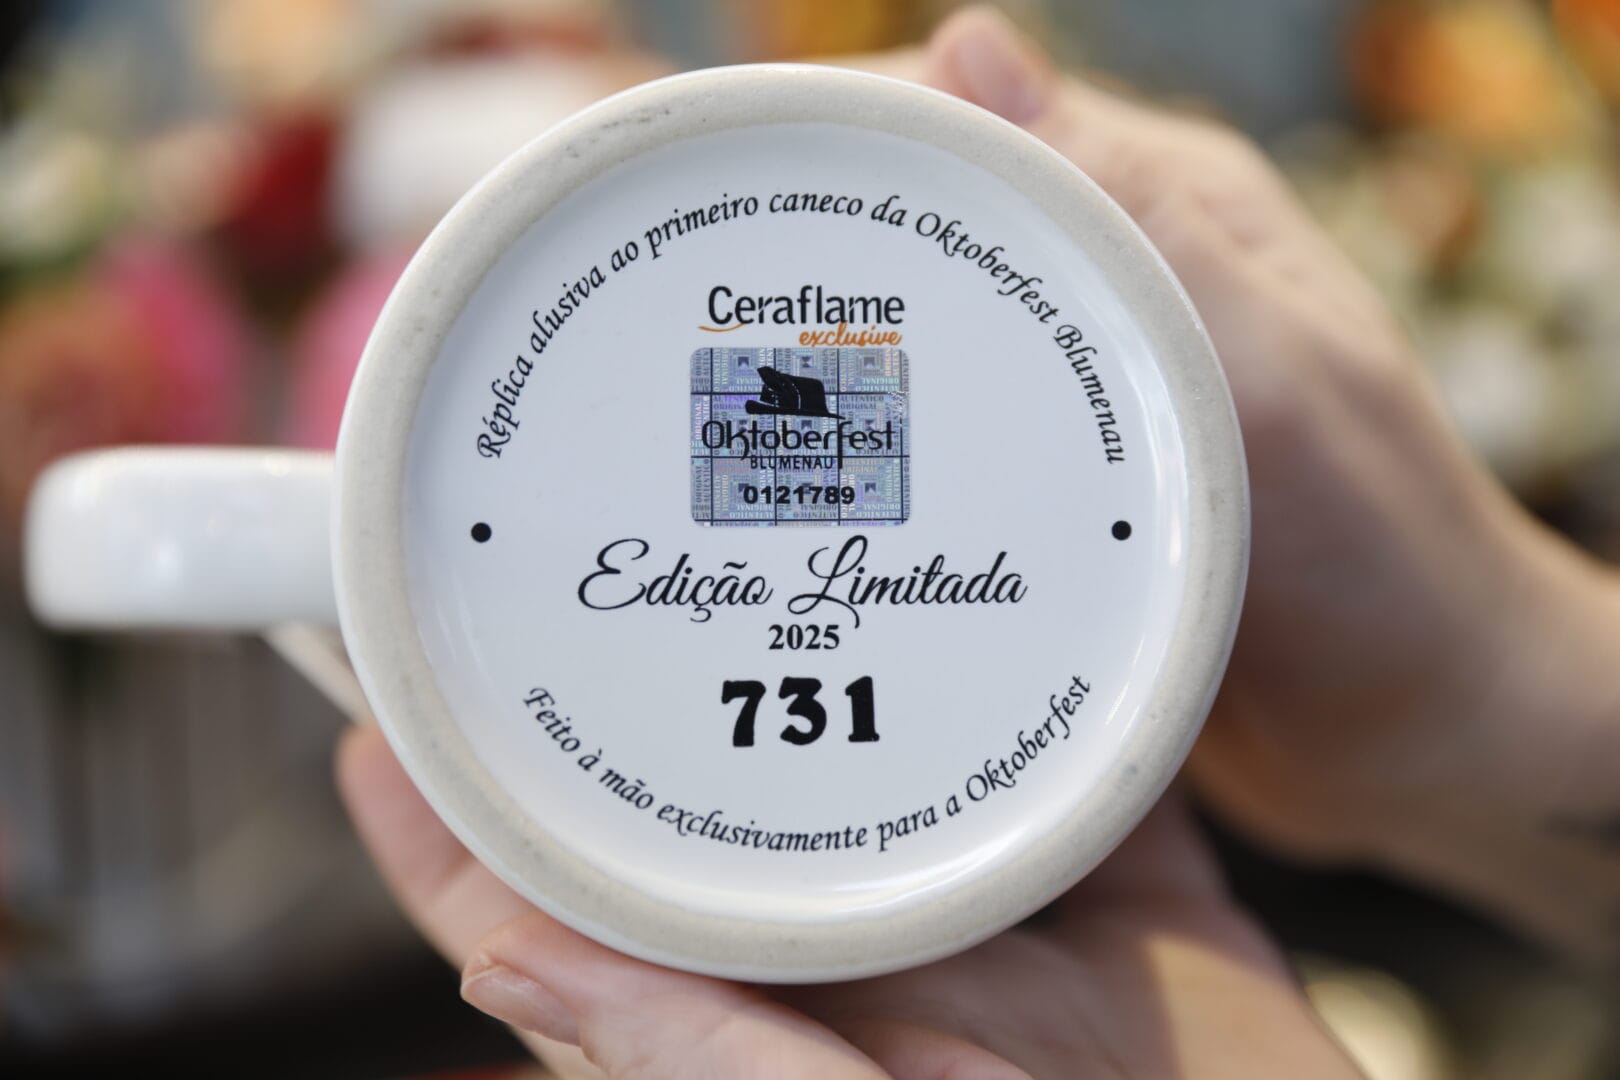 Réplica alusiva ao primeiro caneco da Oktoberfest Blumenau
Ceraflame
exclusive
Oktoberfest
BLUMENAU
0121789
Edição Limitada
2025
731
Feito à mão exclusivamente para a Oktoberfest